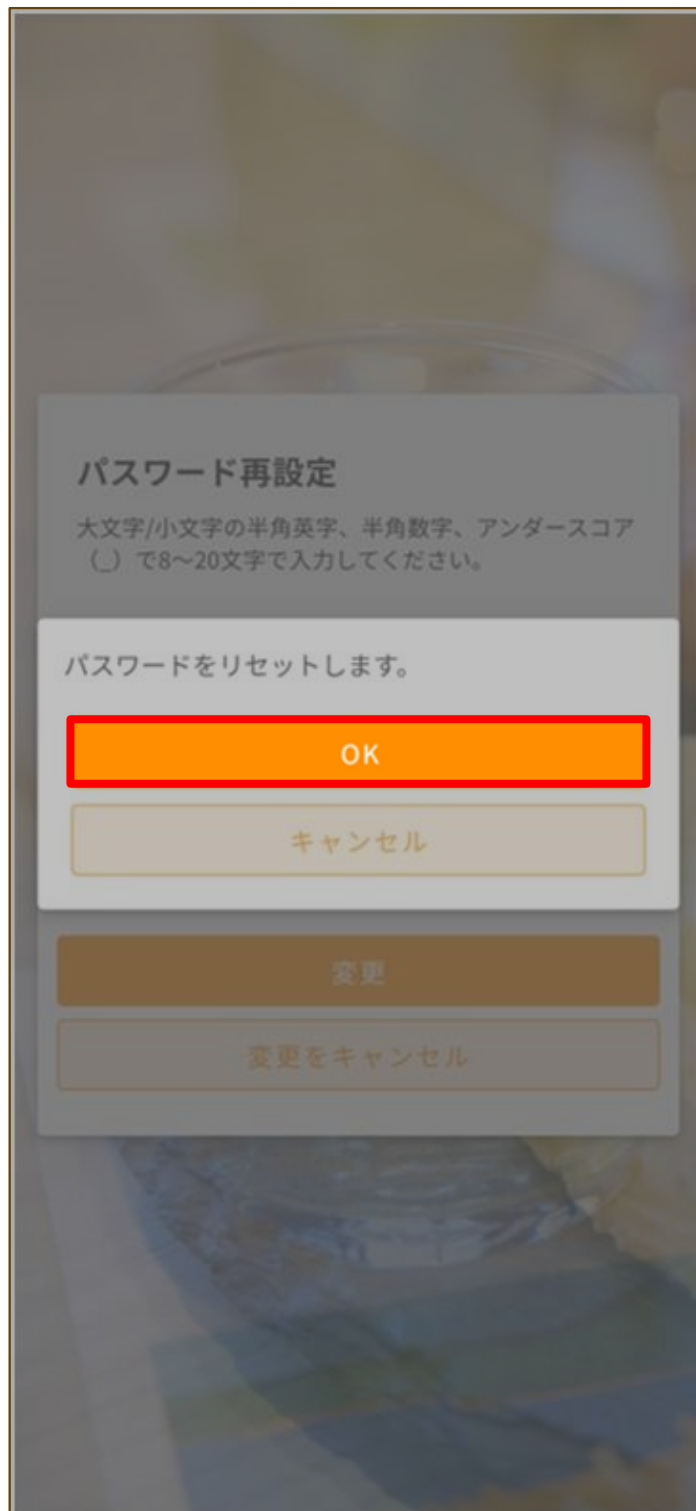 パスワード再設定
大文字/小文字の半角英字、半角数字、アンダースコア
（_）で8～20文字で入力してください。
パスワードをリセットします。
OK
キャンセル
変更
変更をキャンセル